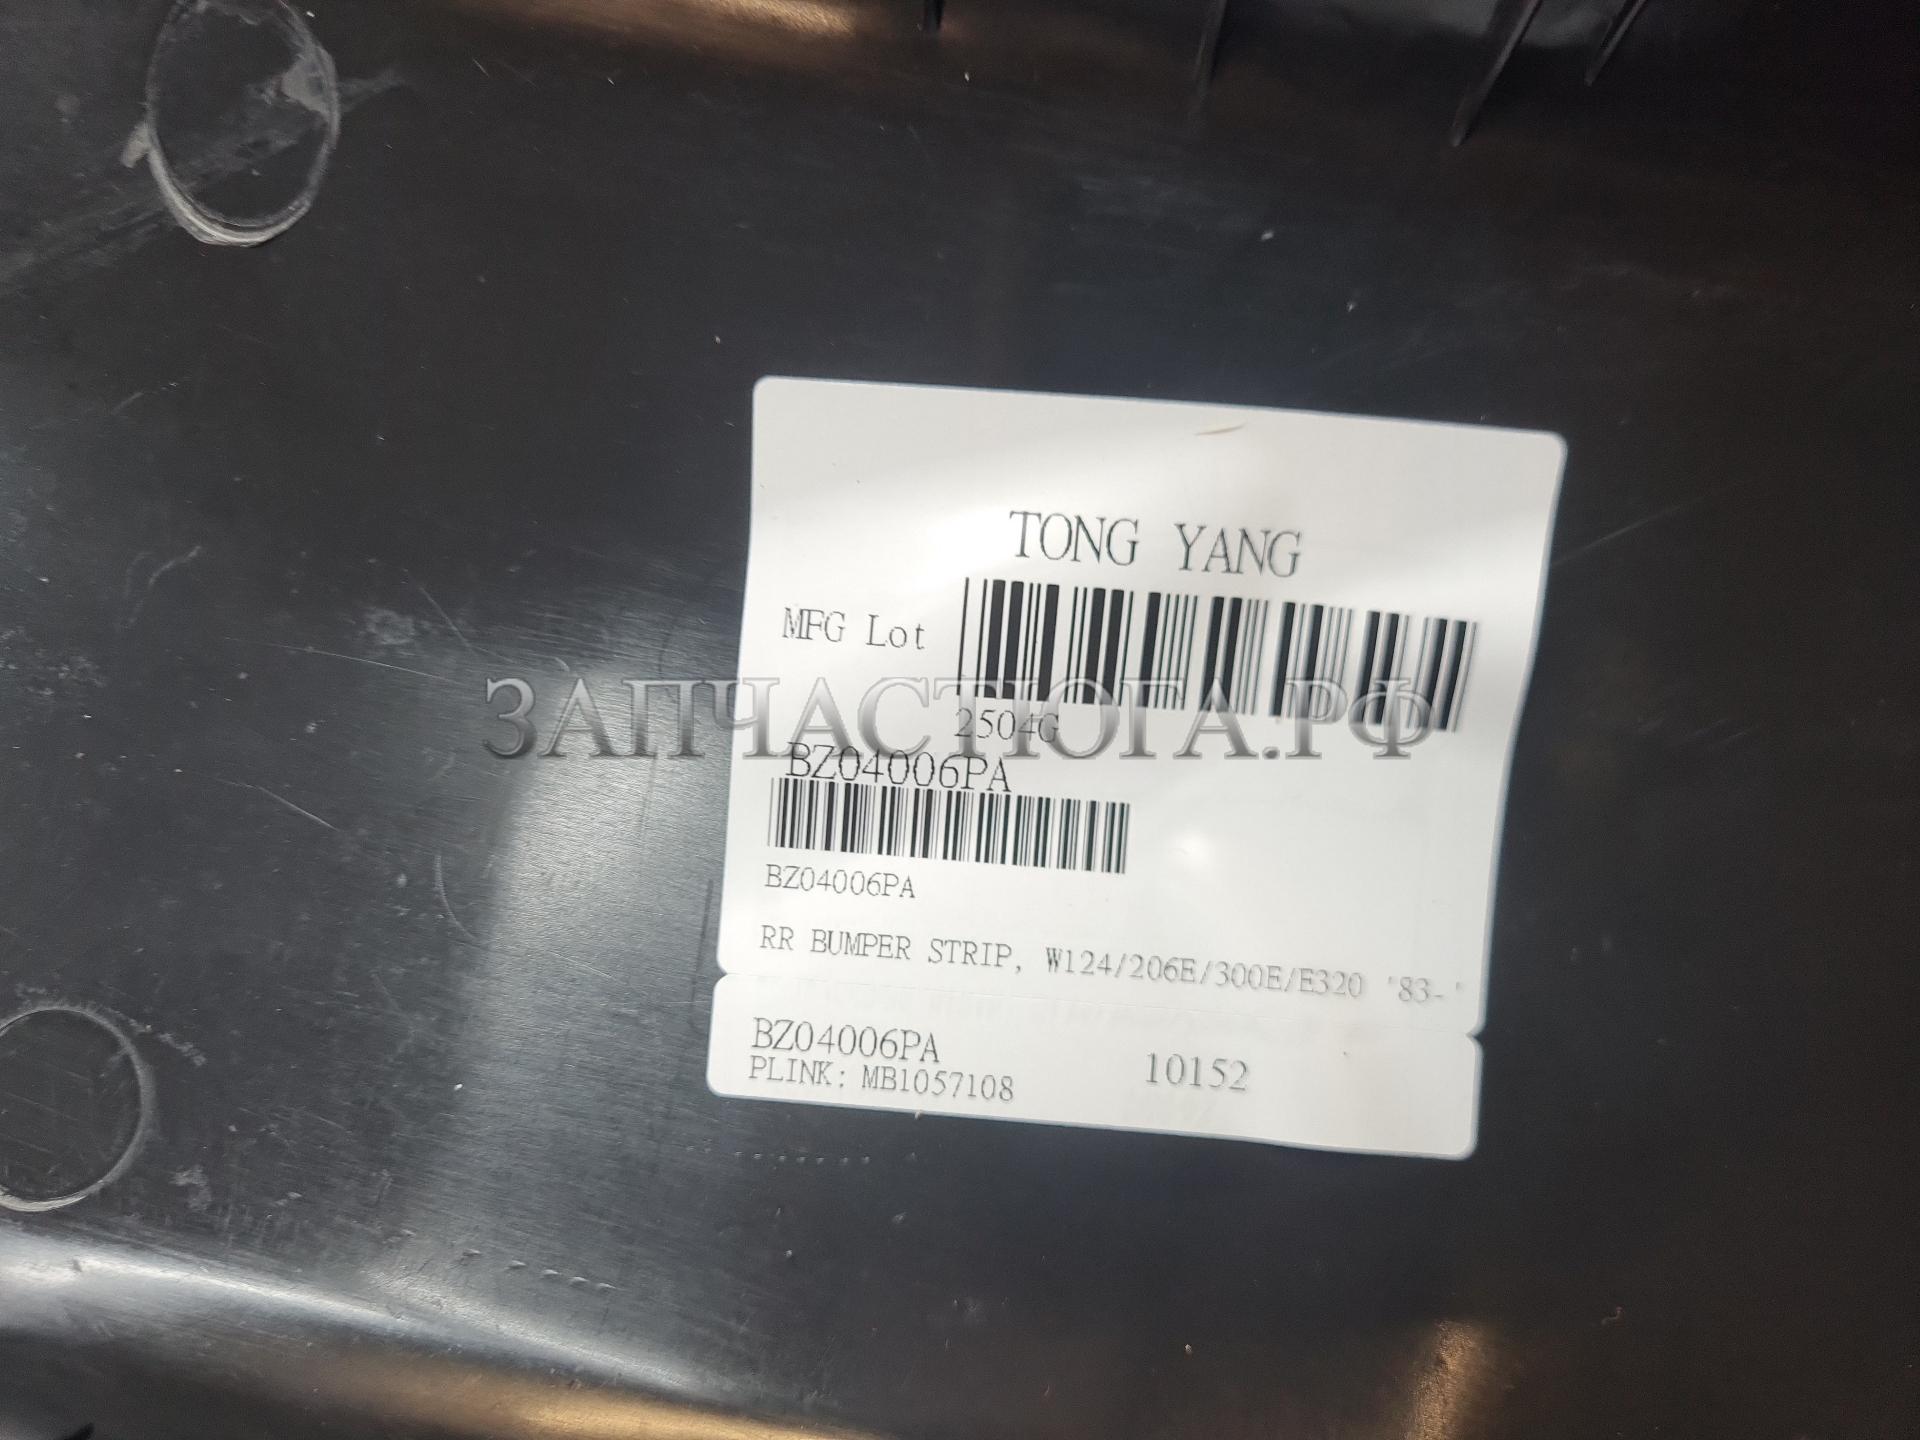 TONG YANG
MFG Lot
2504G
ЗАПЧАСТЮГА.РФ
BZ04006PA
BZ04006PA
RR BUMPER STRIP, W124/206E/300E/E320 '83-'
BZ04006PA
10152
PLINK: MB1057108